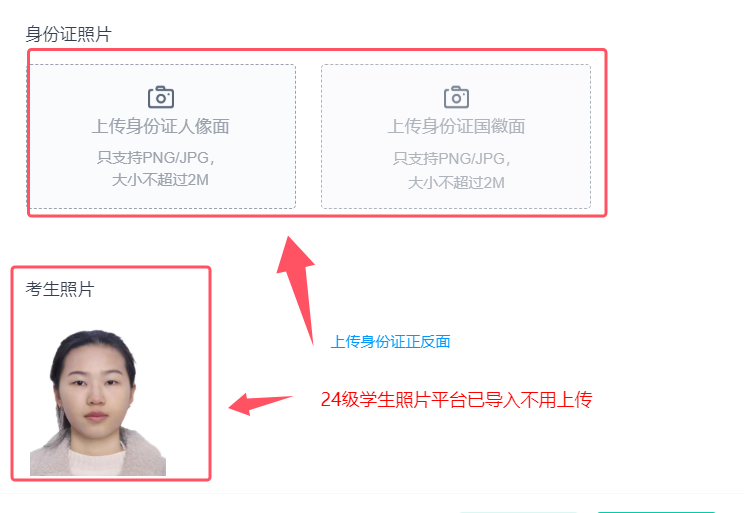 身份证照片
上传身份证人像面
只支持PNG/JPG，
大小不超过2M
上传身份证国徽面
只支持PNG/JPG，
大小不超过2M
考生照片
上传身份证正反面
24级学生照片平台已导入不用上传